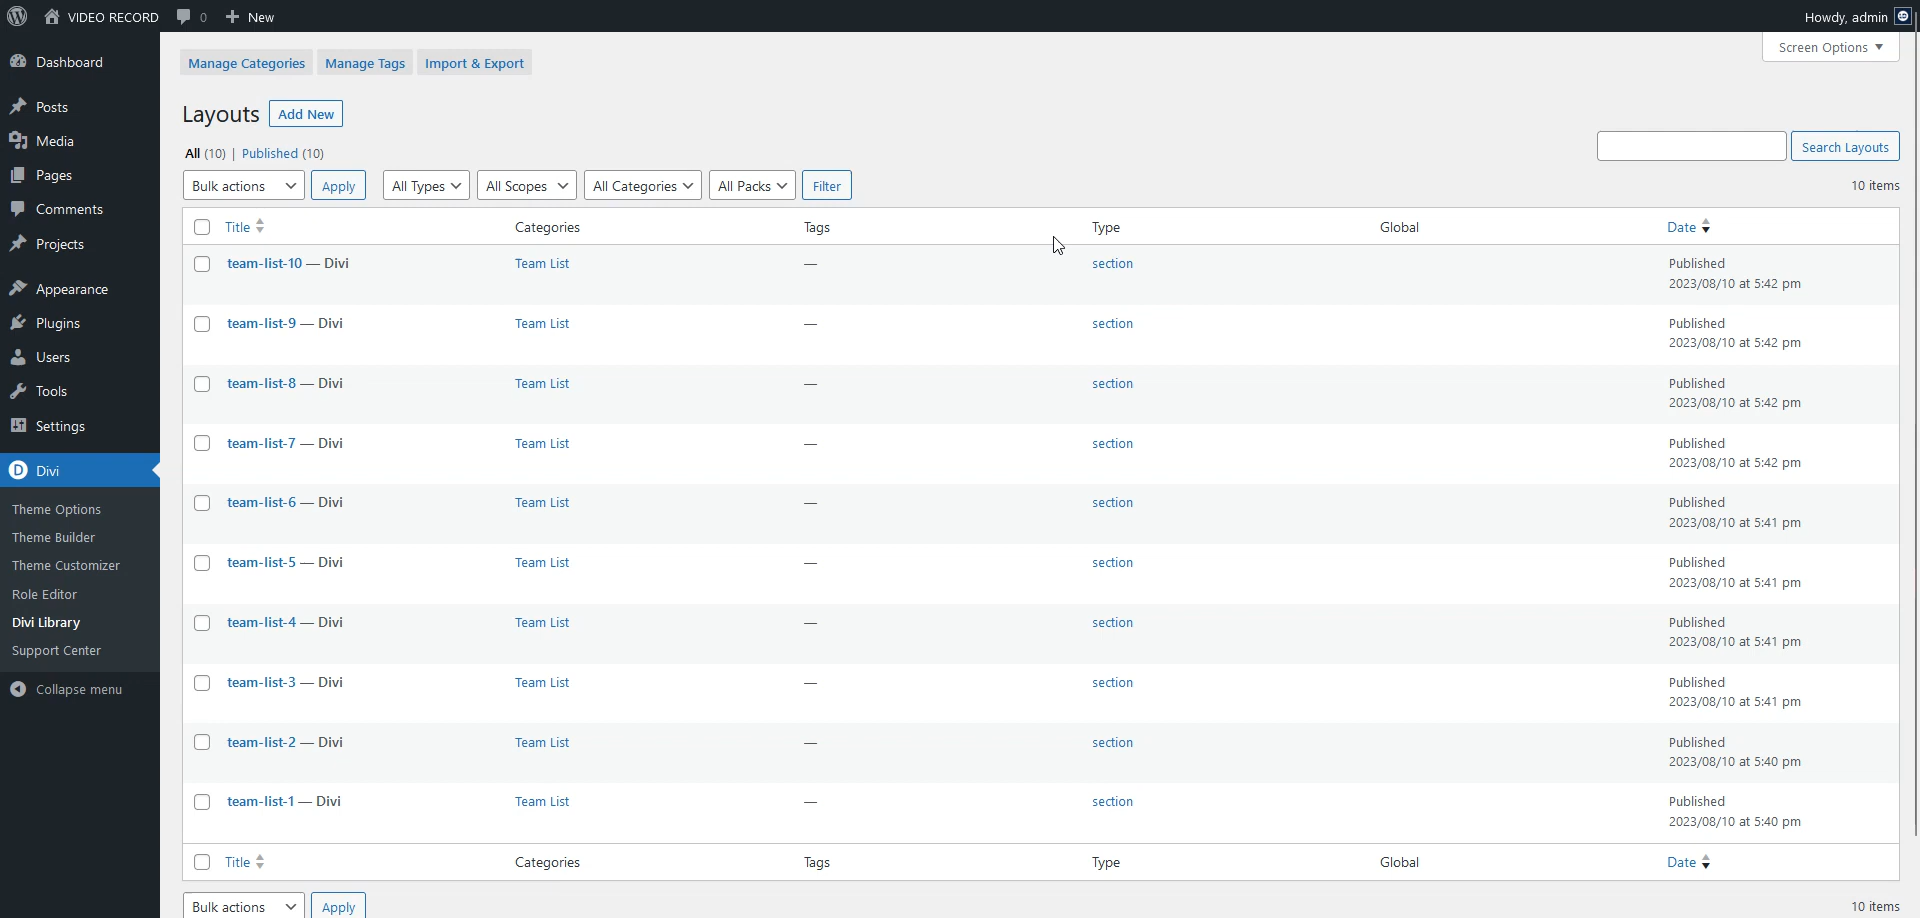 VIDEO RECORD 0 New Howdy, admin
Screen Options
Dashboard
Posts
Media
Pages
Comments
Projects
Appearance
Plugins
Users
Tools
Settings
Divi
Theme Options
Theme Builder
Theme Customizer
Role Editor
Divi Library
Support Center
Collapse menu
Manage Categories Manage Tags Import & Export
Layouts Add New
All (10) | Published (10)
Search Layouts
Bulk actions Apply All Types All Scopes All Categories All Packs Filter 10 items
Title Categories Tags Type Global Date
team-list-10 — Divi Team List — section Published
2023/08/10 at 5:42 pm
team-list-9 — Divi Team List — section Published
2023/08/10 at 5:42 pm
team-list-8 — Divi Team List — section Published
2023/08/10 at 5:42 pm
team-list-7 — Divi Team List — section Published
2023/08/10 at 5:42 pm
team-list-6 — Divi Team List — section Published
2023/08/10 at 5:41 pm
team-list-5 — Divi Team List — section Published
2023/08/10 at 5:41 pm
team-list-4 — Divi Team List — section Published
2023/08/10 at 5:41 pm
team-list-3 — Divi Team List — section Published
2023/08/10 at 5:41 pm
team-list-2 — Divi Team List — section Published
2023/08/10 at 5:40 pm
team-list-1 — Divi Team List — section Published
2023/08/10 at 5:40 pm
Title Categories Tags Type Global Date
Bulk actions Apply 10 items